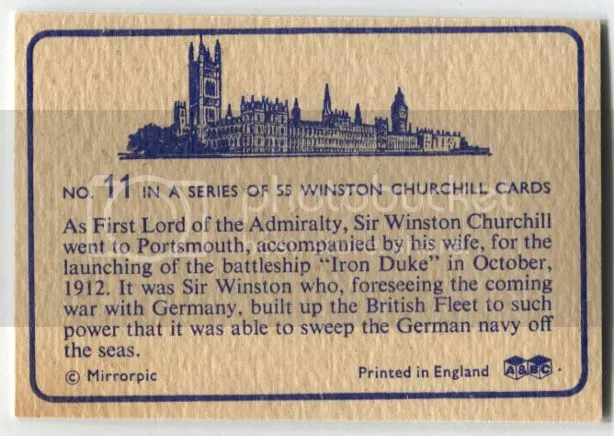 NO. 11 IN A SERIES OF 55 WINSTON CHURCHILL CARDS
As First Lord of the Admiralty, Sir Winston Churchill
went to Portsmouth, accompanied by his wife, for the
launching of the battleship "Iron Duke" in October,
1912. It was Sir Winston who, foreseeing the coming
war with Germany, built up the British Fleet to such
power that it was able to sweep the German navy off
the seas.
© Mirrorpic Printed in England A&BC .
photobucket